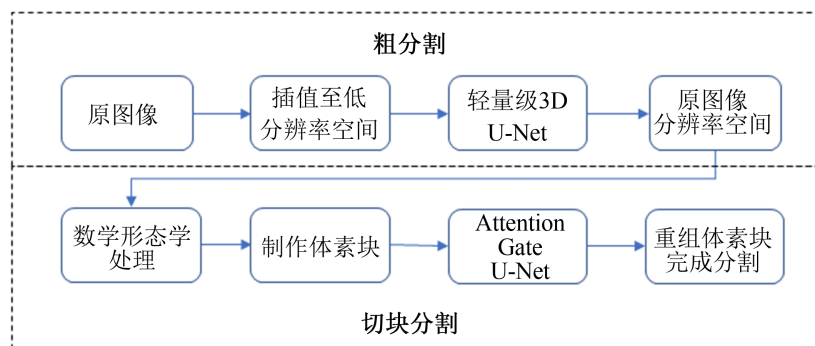 粗分割
原图像
插值至低
分辨率空间
轻量级3D
U-Net
原图像
分辨率空间
数学形态学
处理
制作体素块
Attention
Gate
U-Net
重组体素块
完成分割
切块分割